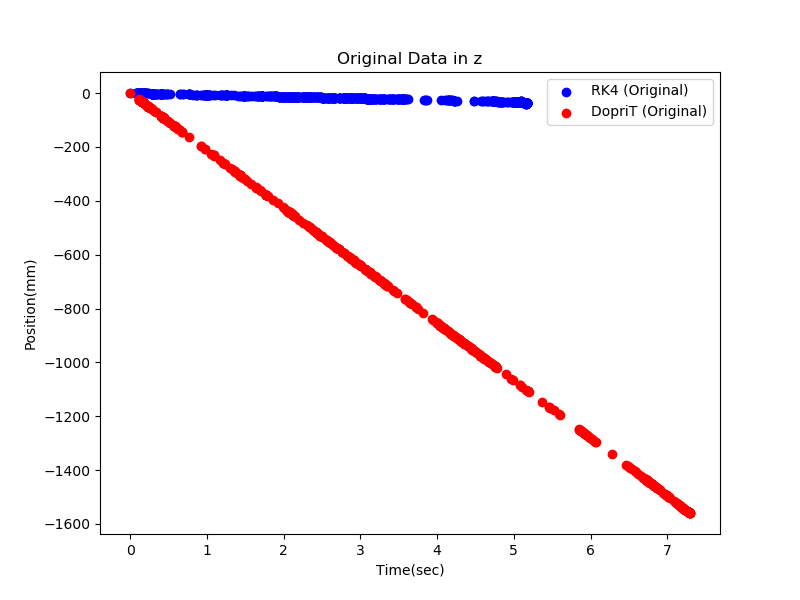 Original Data in z
RK4 (Original)
DopriT (Original)
0
−200
−400
−600
−800
−1000
−1200
−1400
−1600
Position(mm)
0 1 2 3 4 5 6 7
Time(sec)